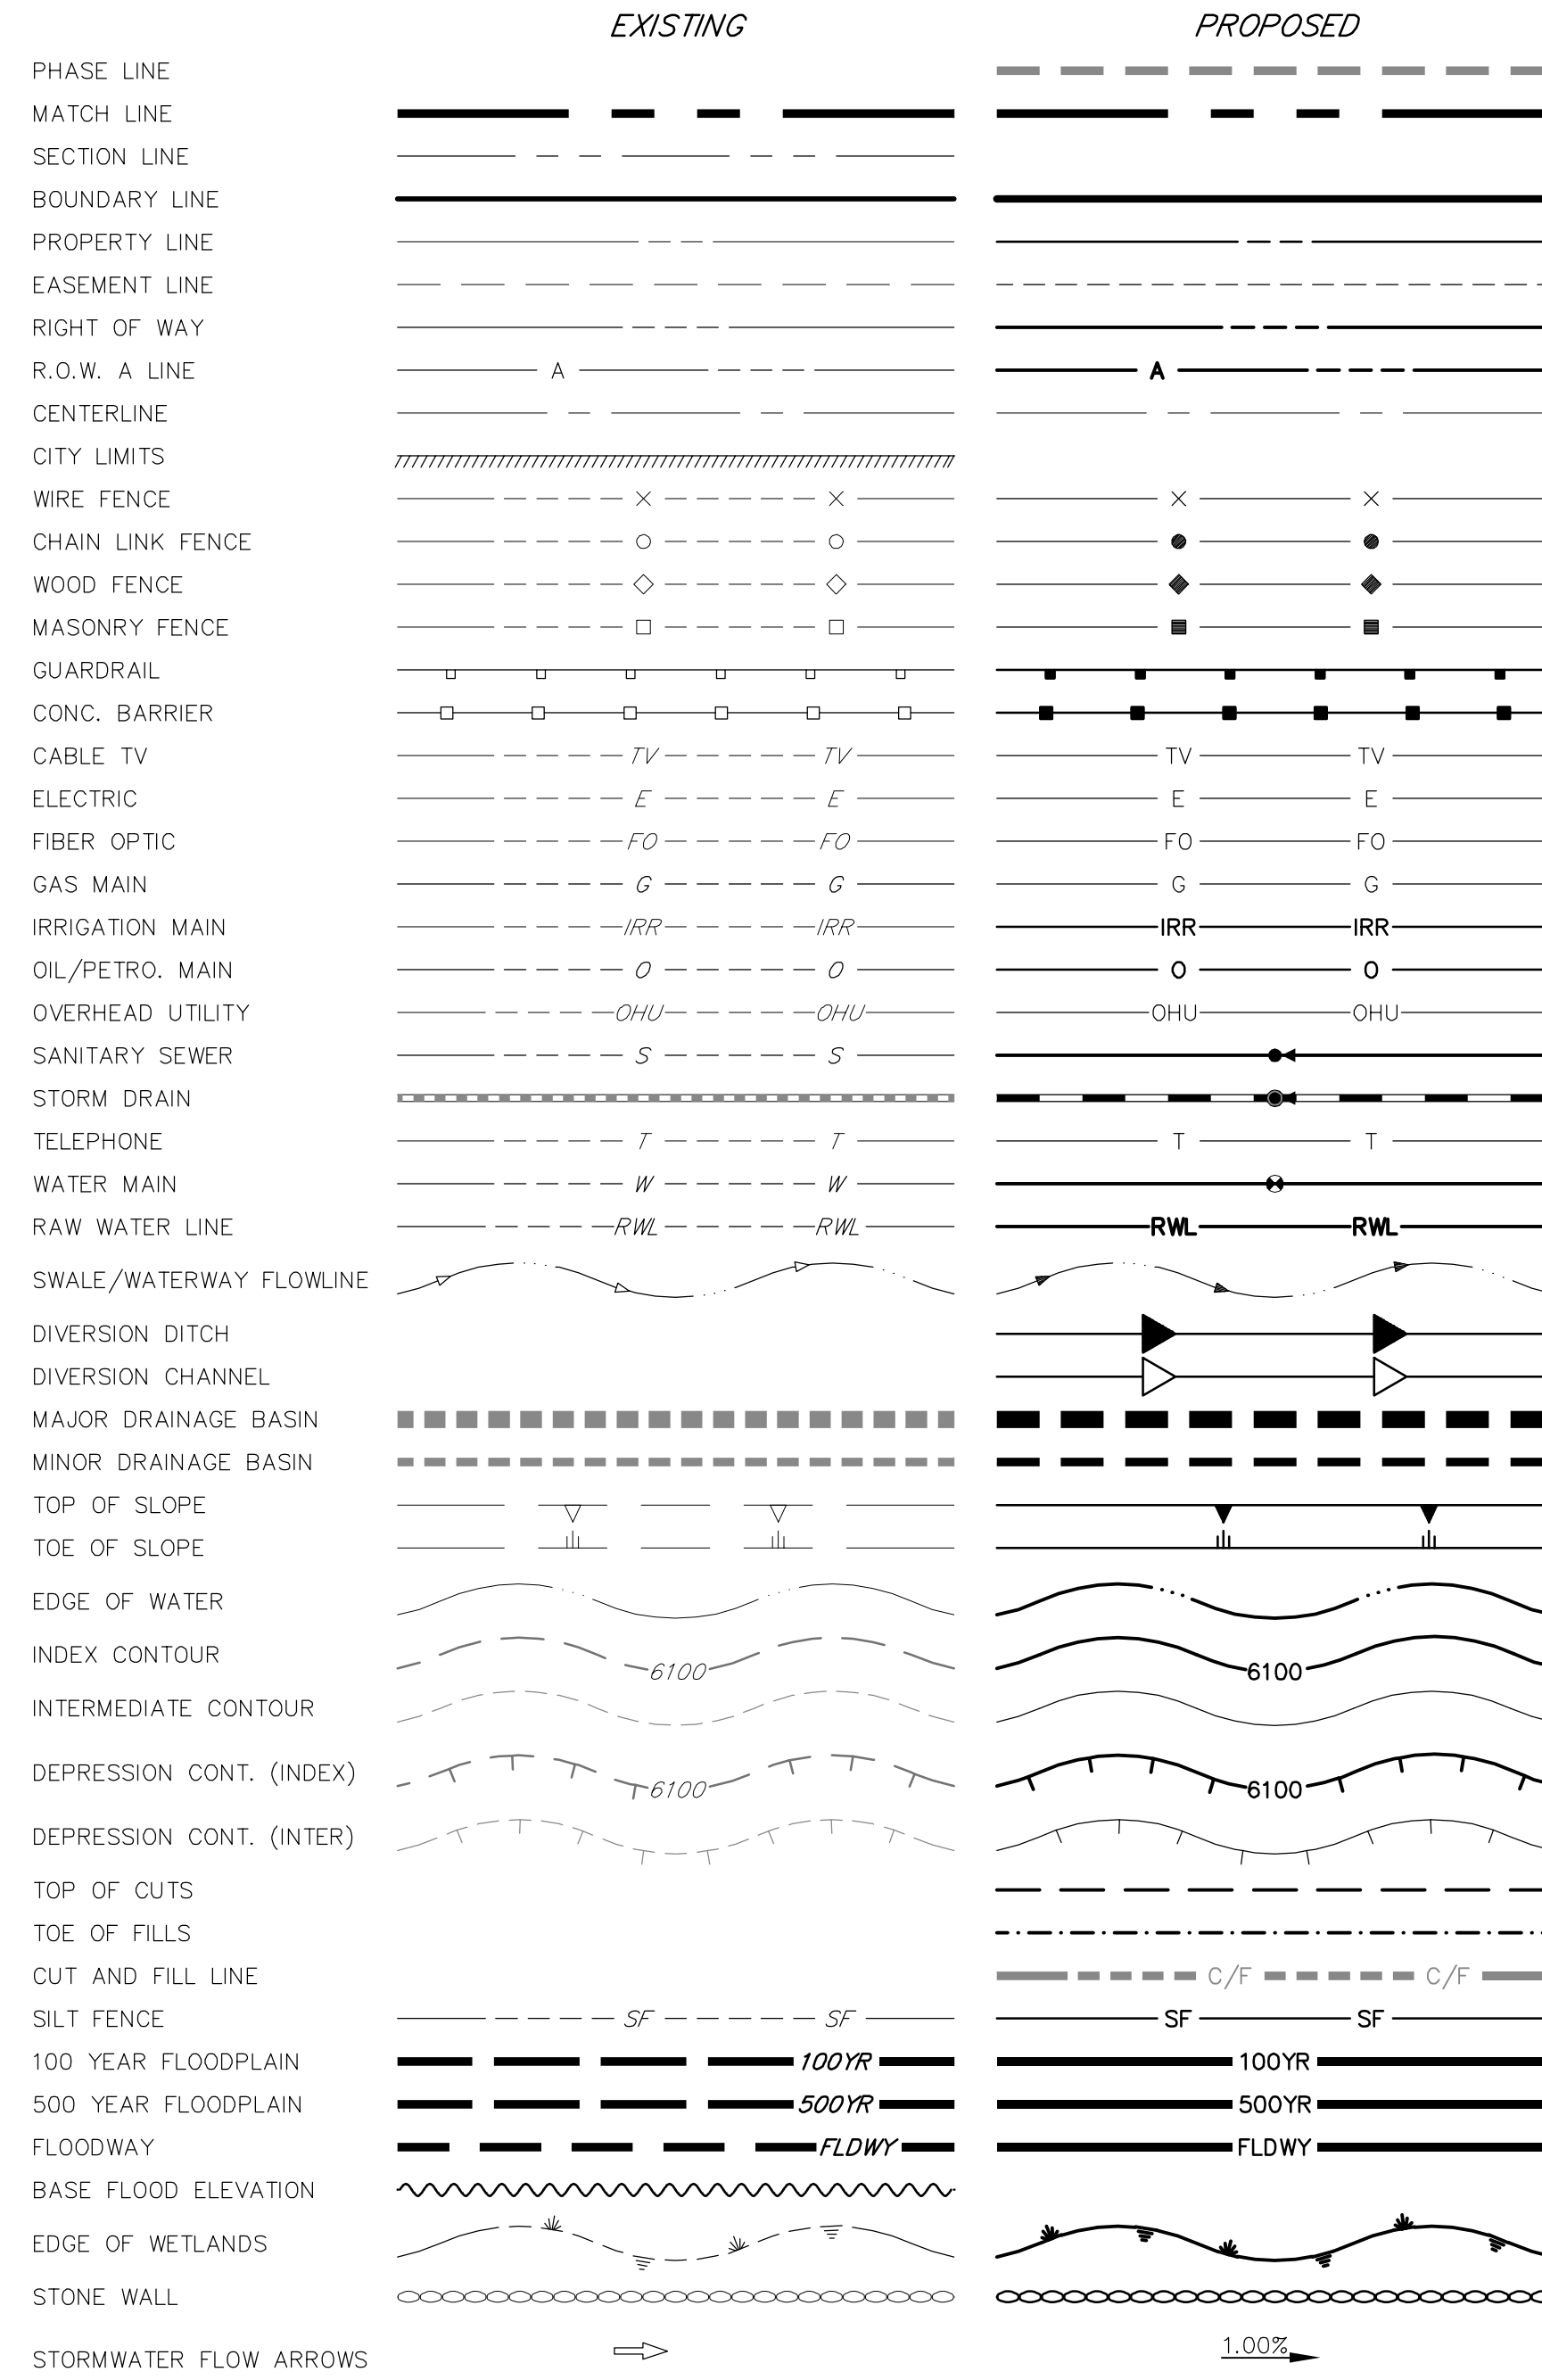 EXISTING PROPOSED
PHASE LINE
MATCH LINE
SECTION LINE
BOUNDARY LINE
PROPERTY LINE
EASEMENT LINE
RIGHT OF WAY
R.O.W. A LINE A A
CENTERLINE
CITY LIMITS
WIRE FENCE
CHAIN LINK FENCE
WOOD FENCE
MASONRY FENCE
GUARDRAIL
CONC. BARRIER
CABLE TV TV TV TV TV
ELECTRIC E E E E
FIBER OPTIC FO FO FO FO
GAS MAIN G G G G
IRRIGATION MAIN IRR IRR IRR IRR
OIL/PETRO. MAIN O O O O
OVERHEAD UTILITY OHU OHU OHU OHU
SANITARY SEWER S S
STORM DRAIN
TELEPHONE T T T T
WATER MAIN W W
RAW WATER LINE RWL RWL RWL RWL
SWALE/WATERWAY FLOWLINE
DIVERSION DITCH
DIVERSION CHANNEL
MAJOR DRAINAGE BASIN
MINOR DRAINAGE BASIN
TOP OF SLOPE
TOE OF SLOPE
EDGE OF WATER
INDEX CONTOUR 6100 6100
INTERMEDIATE CONTOUR
DEPRESSION CONT. (INDEX) 6100 6100
DEPRESSION CONT. (INTER)
TOP OF CUTS
TOE OF FILLS
CUT AND FILL LINE C/F C/F
SILT FENCE SF SF SF SF
100 YEAR FLOODPLAIN 100YR 100YR
500 YEAR FLOODPLAIN 500YR 500YR
FLOODWAY FLDWY FLDWY
BASE FLOOD ELEVATION
EDGE OF WETLANDS
STONE WALL
STORMWATER FLOW ARROWS 1.00%